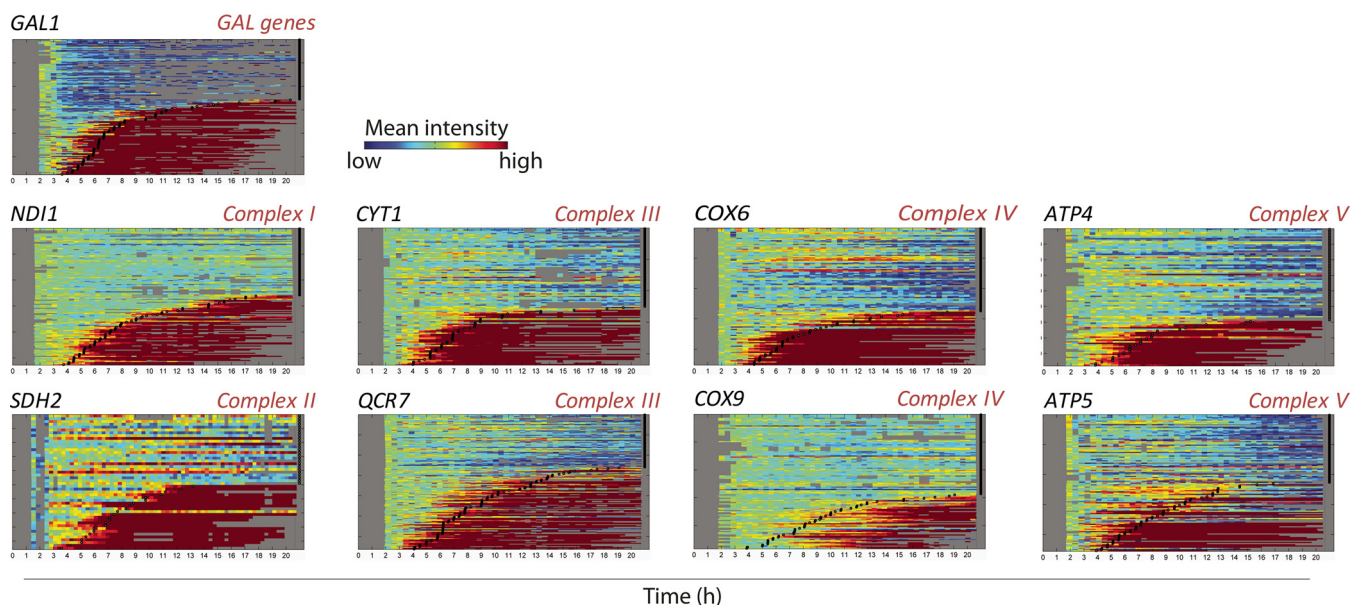 GAL1 GAL genes
0 1 2 3 4 5 6 7 8 9 10 11 12 13 14 15 16 17 18 19 20
Mean intensity
low high
NDI1 Complex I
0 1 2 3 4 5 6 7 8 9 10 11 12 13 14 15 16 17 18 19 20
CYT1 Complex III
0 1 2 3 4 5 6 7 8 9 10 11 12 13 14 15 16 17 18 19 20
COX6 Complex IV
0 1 2 3 4 5 6 7 8 9 10 11 12 13 14 15 16 17 18 19 20
ATP4 Complex V
0 1 2 3 4 5 6 7 8 9 10 11 12 13 14 15 16 17 18 19 20
SDH2 Complex II
0 1 2 3 4 5 6 7 8 9 10 11 12 13 14 15 16 17 18 19 20
QCR7 Complex III
0 1 2 3 4 5 6 7 8 9 10 11 12 13 14 15 16 17 18 19 20
COX9 Complex IV
0 1 2 3 4 5 6 7 8 9 10 11 12 13 14 15 16 17 18 19 20
ATP5 Complex V
0 1 2 3 4 5 6 7 8 9 10 11 12 13 14 15 16 17 18 19 20
Time (h)